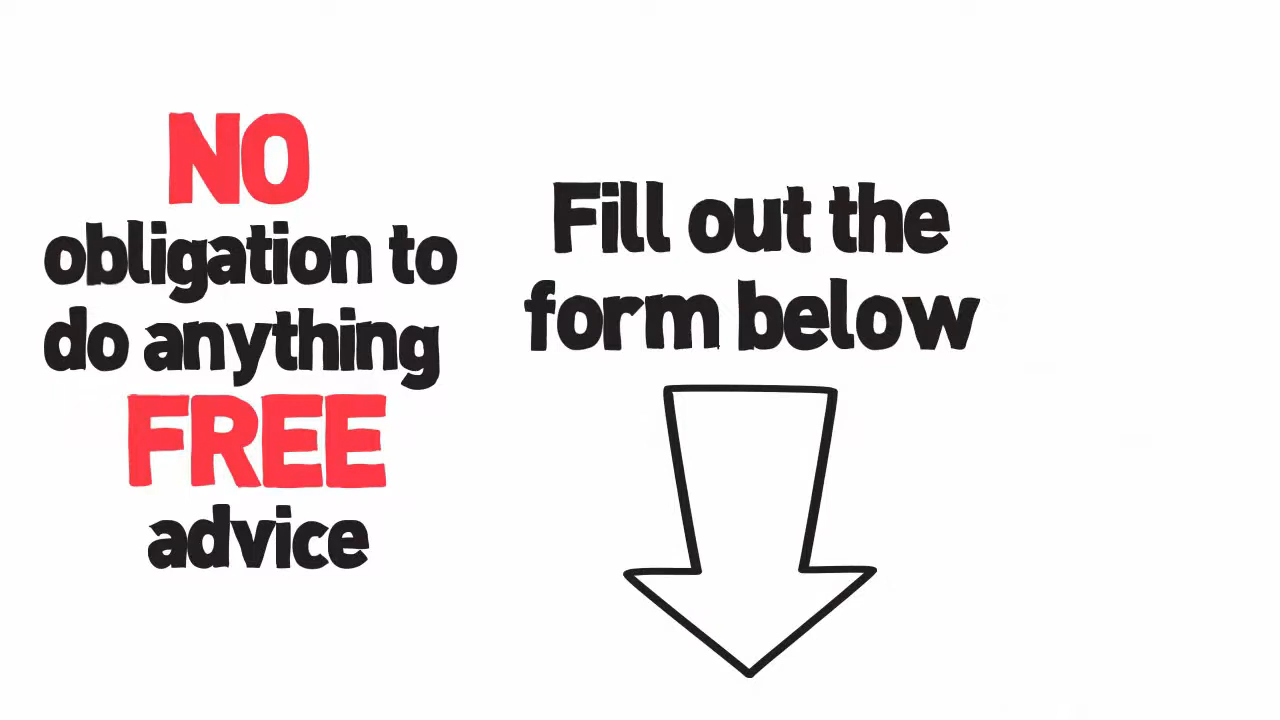 NO
obligation to
do anything
FREE
advice
Fill out the
form below